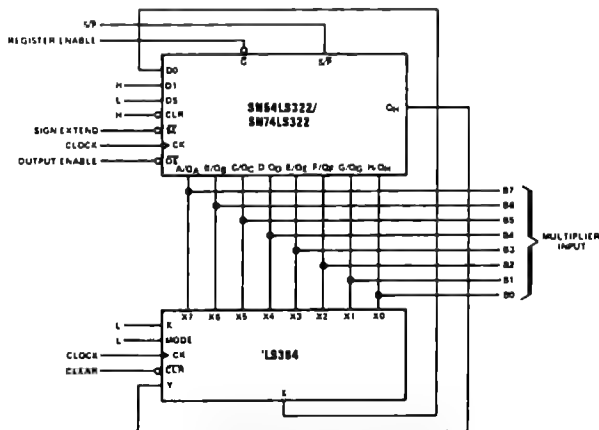 S/P
REGISTER ENABLE
G S/P
D0
H D1
L DS
H CLR
SIGN EXTEND SE
CLOCK CK
OUTPUT ENABLE OE
SN54LS322/
SN74LS322
QH
A/QA B/QB C/QC D/QD E/QE F/QF G/QG H/QH
B7
B6
B5
B4
B3
B2
B1
B0
MULTIPLIER
INPUT
X7 X6 X5 X4 X3 X2 X1 X0
L K
L MODE
CLOCK CK
CLEAR CLR
Y
'LS384